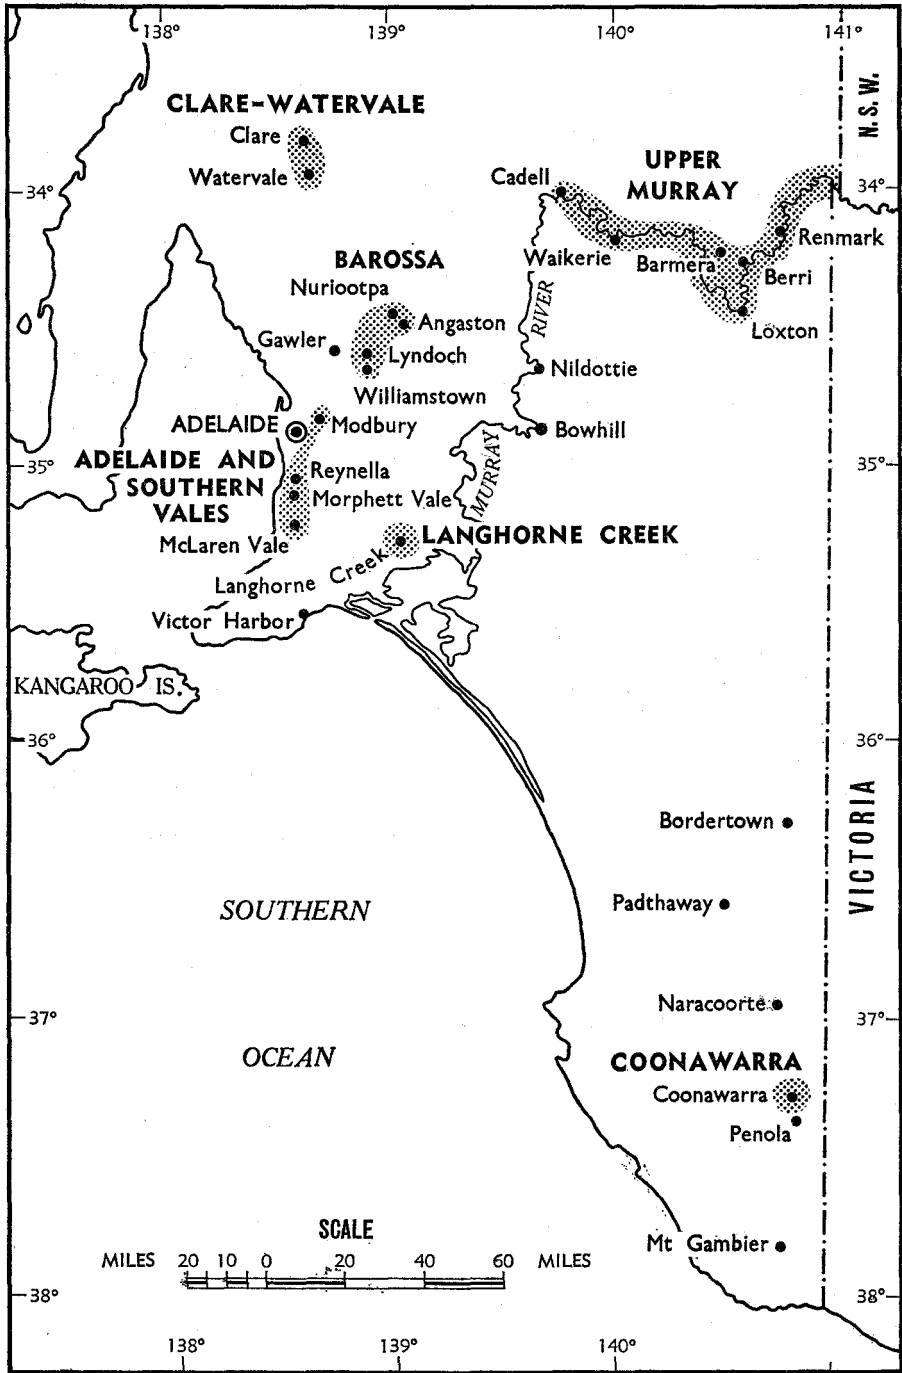 138°
139°
140°
141°
N.S.W.
CLARE-WATERVALE
Clare
Watervale
34°
34°
UPPER
MURRAY
Cadell
Waikerie
Barmera
Renmark
Berri
Loxton
BAROSSA
Nuriootpa
Angaston
Gawler
Lyndoch
Williamstown
RIVER
Nildottie
ADELAIDE
Modbury
Bowhill
35°
35°
ADELAIDE AND
SOUTHERN
VALES
Reynella
Morphett Vale
McLaren Vale
MURRAY
LANGHORNE CREEK
Langhorne Creek
Victor Harbor
KANGAROO IS.
36°
36°
Bordertown
VICTORIA
Padthaway
SOUTHERN
Naracoorte
37°
37°
OCEAN
COONAWARRA
Coonawarra
Penola
SCALE
Mt Gambier
MILES 20 10 0 20 40 60 MILES
38°
38°
138°
139°
140°